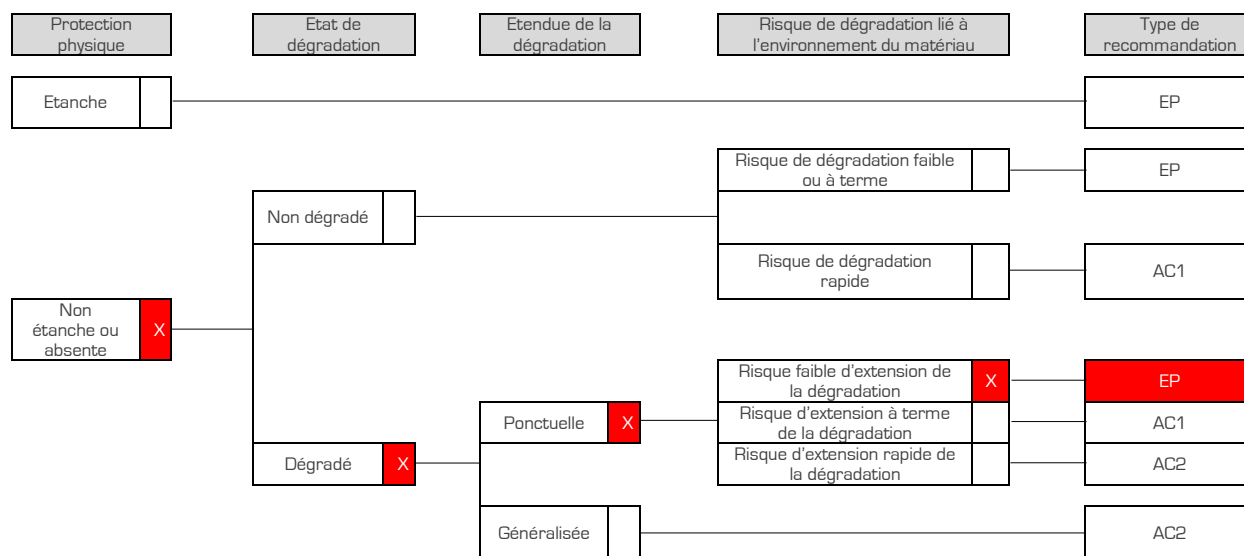 Protection
physique
Etat de
dégradation
Etendue de la
dégradation
Risque de dégradation lié à
l'environnement du matériau
Type de
recommandation
Etanche
EP
Risque de dégradation faible
ou à terme
EP
Non dégradé
Risque de dégradation
rapide
AC1
Non
étanche ou
absente
X
Risque faible d'extension de
la dégradation
X
EP
Ponctuelle
X
Risque d'extension à terme
de la dégradation
AC1
Dégradé
X
Risque d'extension rapide de
la dégradation
AC2
Généralisée
AC2